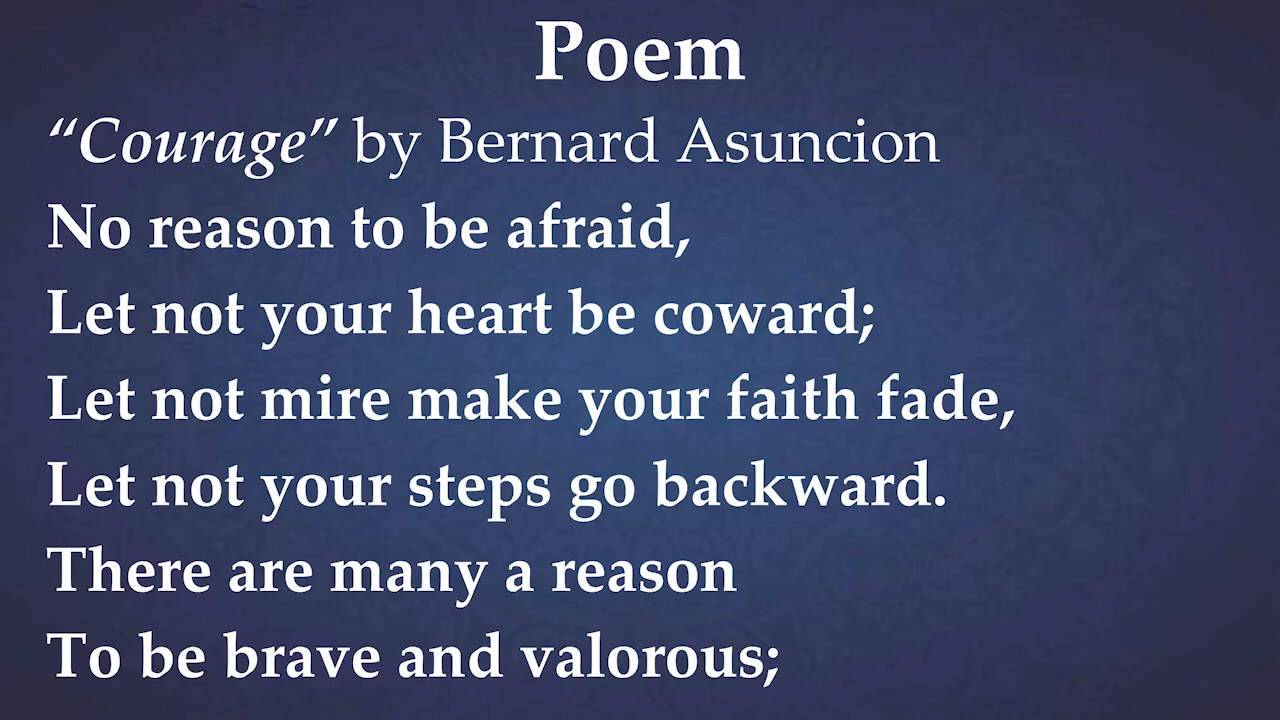 Poem
“Courage” by Bernard Asuncion
No reason to be afraid,
Let not your heart be coward;
Let not mire make your faith fade,
Let not your steps go backward.
There are many a reason
To be brave and valorous;